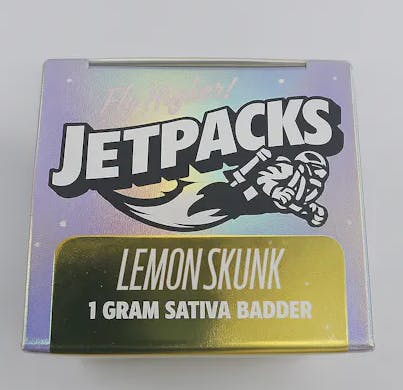 Fly Higher!
JETPACKS
LEMON SKUNK
1 GRAM SATIVA BADDER